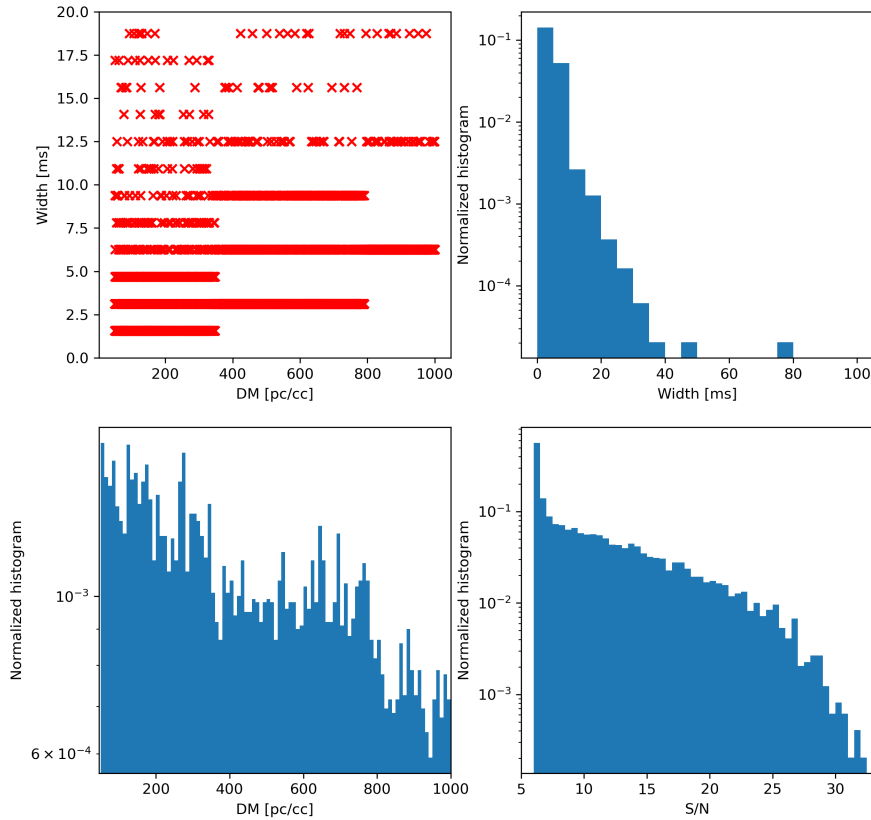 20.0
17.5
15.0
12.5
10.0
7.5
5.0
2.5
0.0
Width [ms]
200 400 600 800 1000
DM [pc/cc]
10⁻¹
10⁻²
10⁻³
10⁻⁴
Normalized histogram
0 20 40 60 80 100
Width [ms]
10⁻³
6 × 10⁻⁴
Normalized histogram
200 400 600 800 1000
DM [pc/cc]
10⁻¹
10⁻²
10⁻³
Normalized histogram
5 10 15 20 25 30
S/N